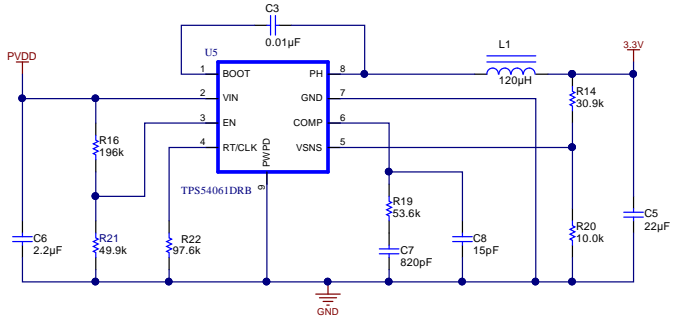 C3
0.01µF
PVDD
U5
L1
120µH
3.3V
1 BOOT PH 8
2 VIN GND 7
3 EN COMP 6
4 RT/CLK VSNS 5
PWPD
9
TPS54061DRB
R14
30.9k
R16
196k
R19
53.6k
C5
22µF
R20
10.0k
C6
2.2µF
R21
49.9k
R22
97.6k
C7
820pF
C8
15pF
GND